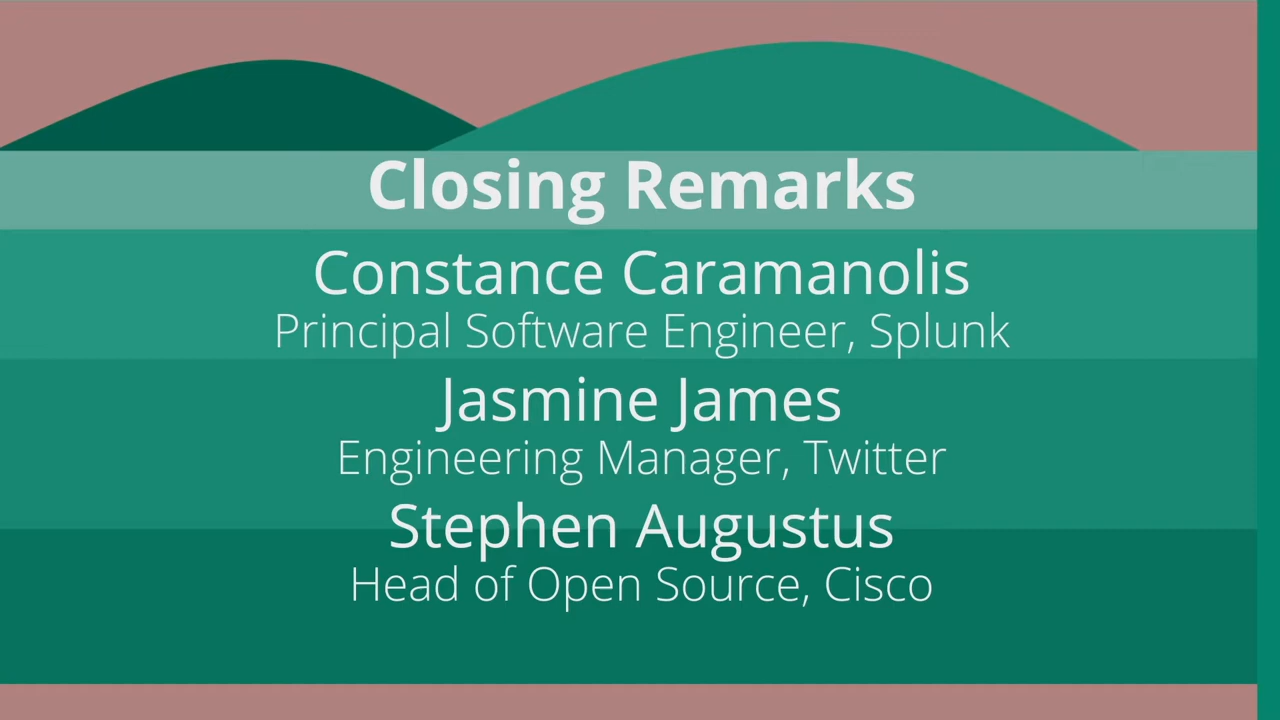 Closing Remarks
Constance Caramanolis
Principal Software Engineer, Splunk
Jasmine James
Engineering Manager, Twitter
Stephen Augustus
Head of Open Source, Cisco